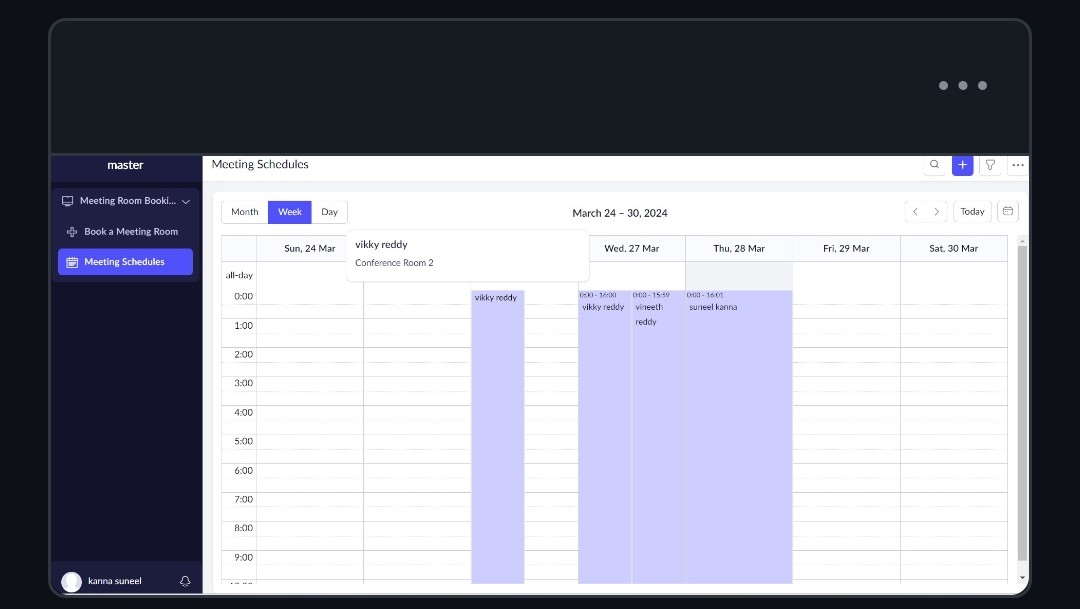 master
Meeting Room Booki...
Book a Meeting Room
Meeting Schedules
kanna suneel
Meeting Schedules
Month Week Day
March 24 – 30, 2024
Today
Sun, 24 Mar
Wed, 27 Mar
Thu, 28 Mar
Fri, 29 Mar
Sat, 30 Mar
vikky reddy
Conference Room 2
all-day
0:00
1:00
2:00
3:00
4:00
5:00
6:00
7:00
8:00
9:00
vikky reddy
0:00 - 16:00
vikky reddy
0:00 - 15:59
vineeth
reddy
0:00 - 16:01
suneel kanna